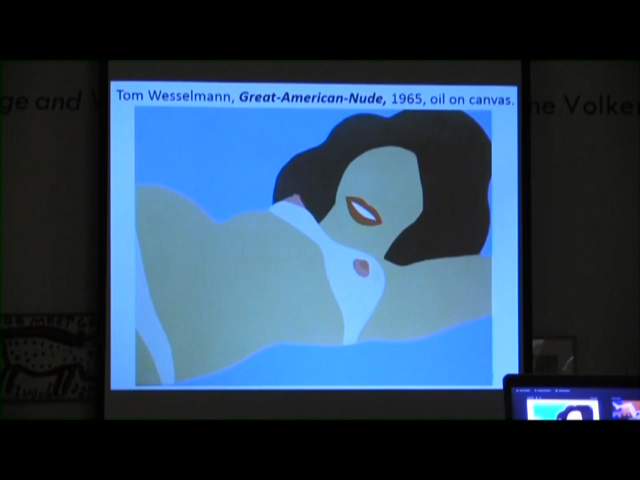 Tom Wesselmann, Great-American-Nude, 1965, oil on canvas.
ge and
he Volke